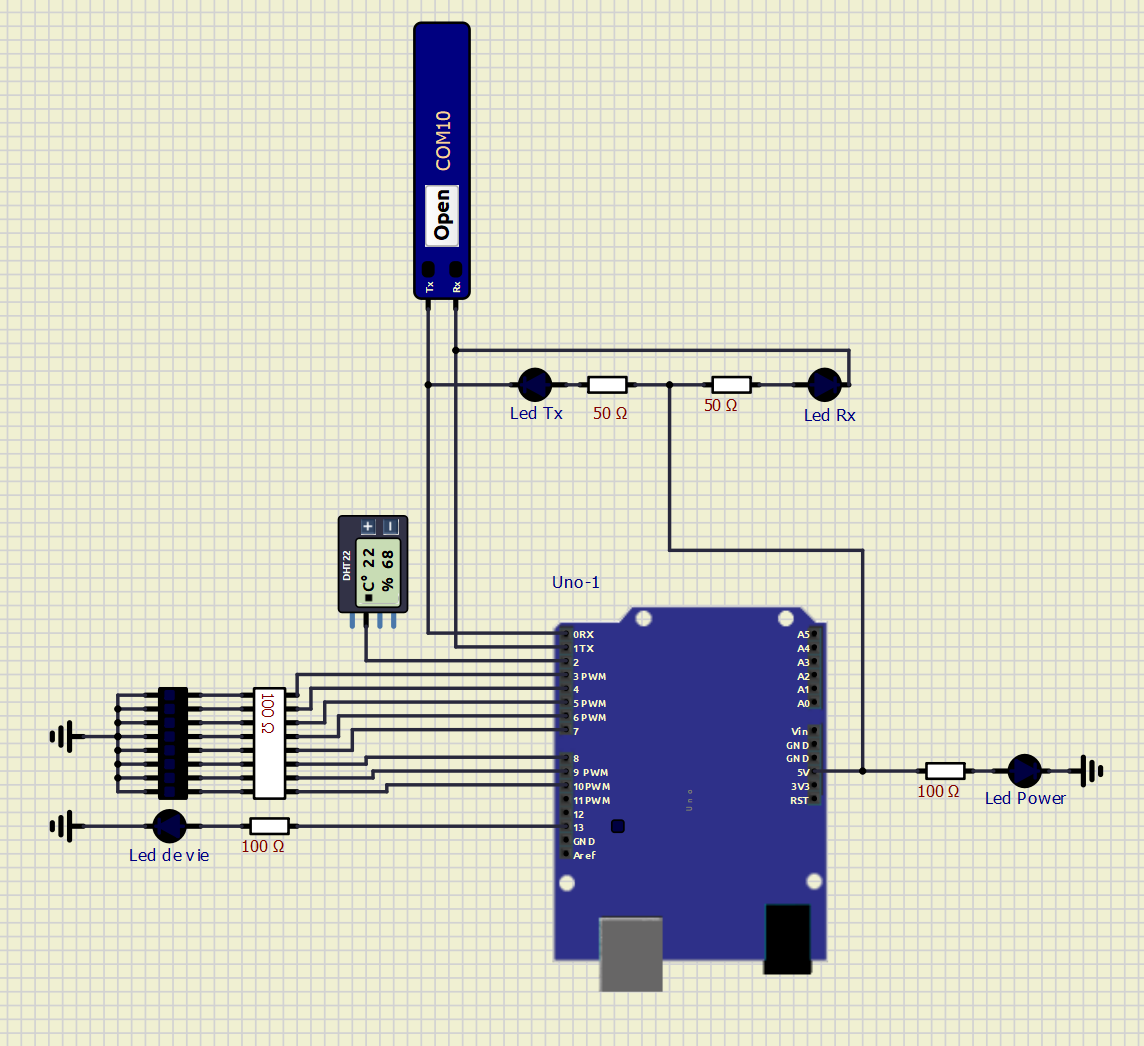 COM10
Open
Tx
Rx
Led Tx
50 Ω
50 Ω
Led Rx
DHT22
+
−
C° 22
% 68
Uno-1
0RX
1TX
2
3 PWM
4
5 PWM
6 PWM
7
8
9 PWM
10PWM
11PWM
12
13
GND
Aref
A5
A4
A3
A2
A1
A0
Vin
GND
GND
5V
3V3
RST
Uno
100 Ω
Led de vie
100 Ω
100 Ω
Led Power